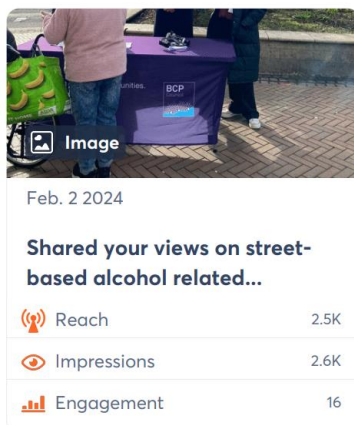 unities.
BCP
Image
Feb. 2 2024
Shared your views on street-
based alcohol related...
Reach
2.5K
Impressions
2.6K
Engagement
16